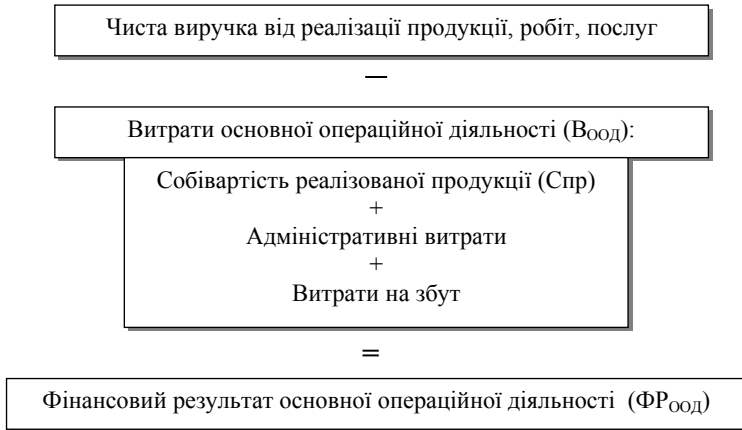 Чиста виручка від реалізації продукції, робіт, послуг
–
Витрати основної операційної діяльності (ВООД):
Собівартість реалізованої продукції (Спр)
+
Адміністративні витрати
+
Витрати на збут
=
Фінансовий результат основної операційної діяльності (ФРООД)